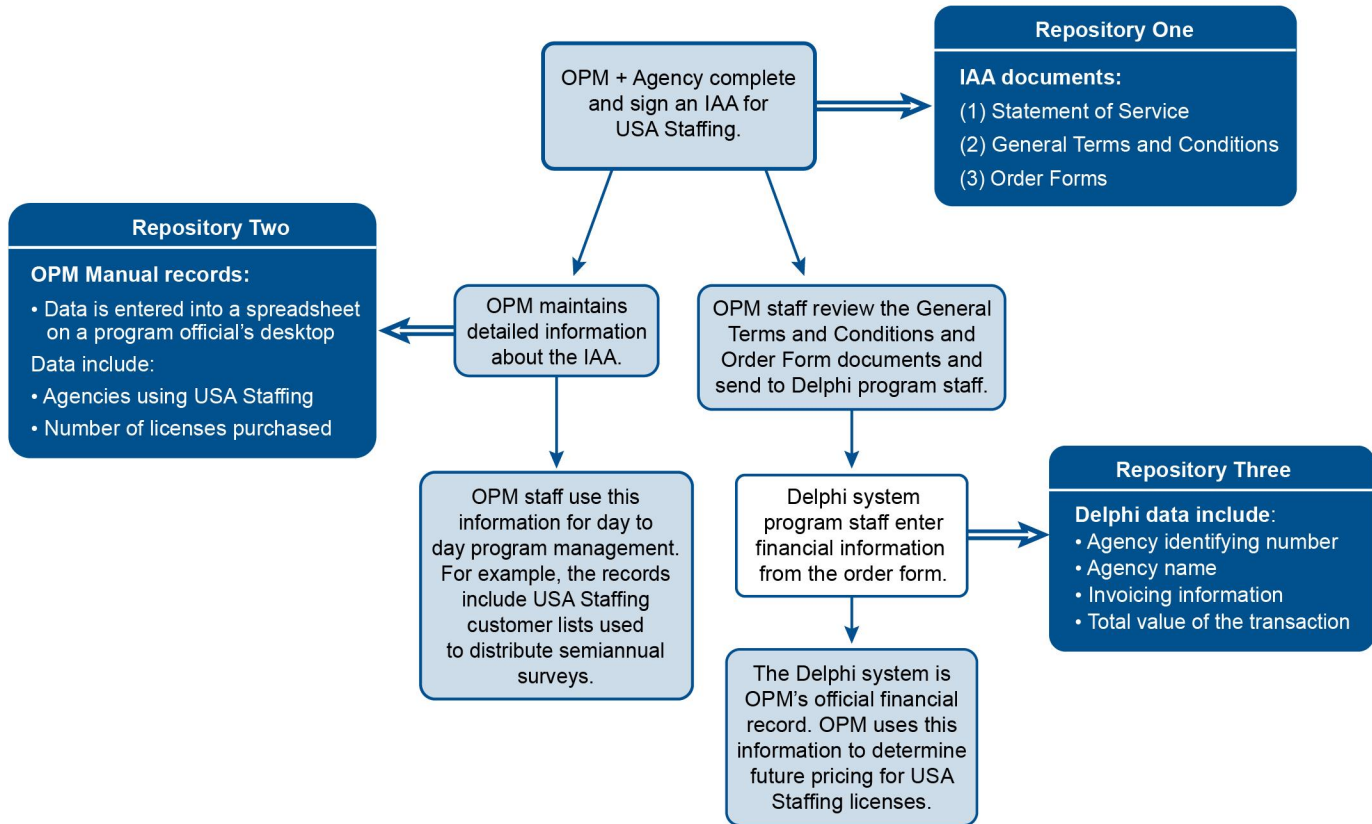 OPM + Agency complete
and sign an IAA for
USA Staffing.
Repository One
IAA documents:
(1) Statement of Service
(2) General Terms and Conditions
(3) Order Forms
Repository Two
OPM Manual records:
• Data is entered into a spreadsheet
on a program official’s desktop
Data include:
• Agencies using USA Staffing
• Number of licenses purchased
OPM maintains
detailed information
about the IAA.
OPM staff review the General
Terms and Conditions and
Order Form documents and
send to Delphi program staff.
OPM staff use this
information for day to
day program management.
For example, the records
include USA Staffing
customer lists used
to distribute semiannual
surveys.
Delphi system
program staff enter
financial information
from the order form.
Repository Three
Delphi data include:
• Agency identifying number
• Agency name
• Invoicing information
• Total value of the transaction
The Delphi system is
OPM’s official financial
record. OPM uses this
information to determine
future pricing for USA
Staffing licenses.